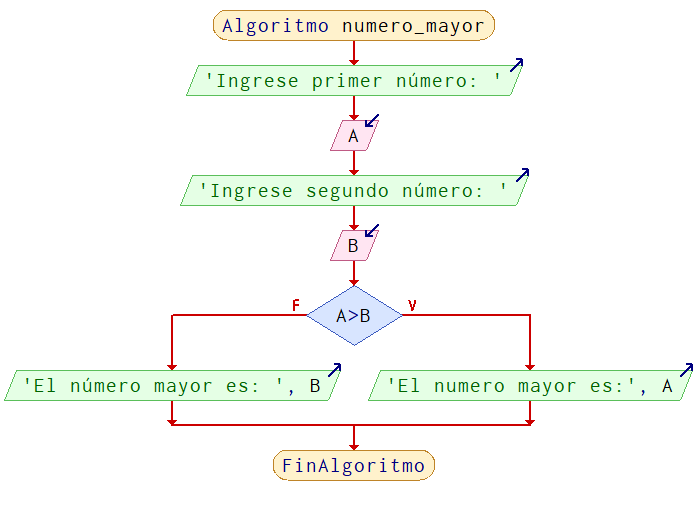 Algoritmo numero_mayor
'Ingrese primer número: '
A
'Ingrese segundo número: '
B
F
V
A>B
'El número mayor es: ', B
'El numero mayor es:', A
FinAlgoritmo